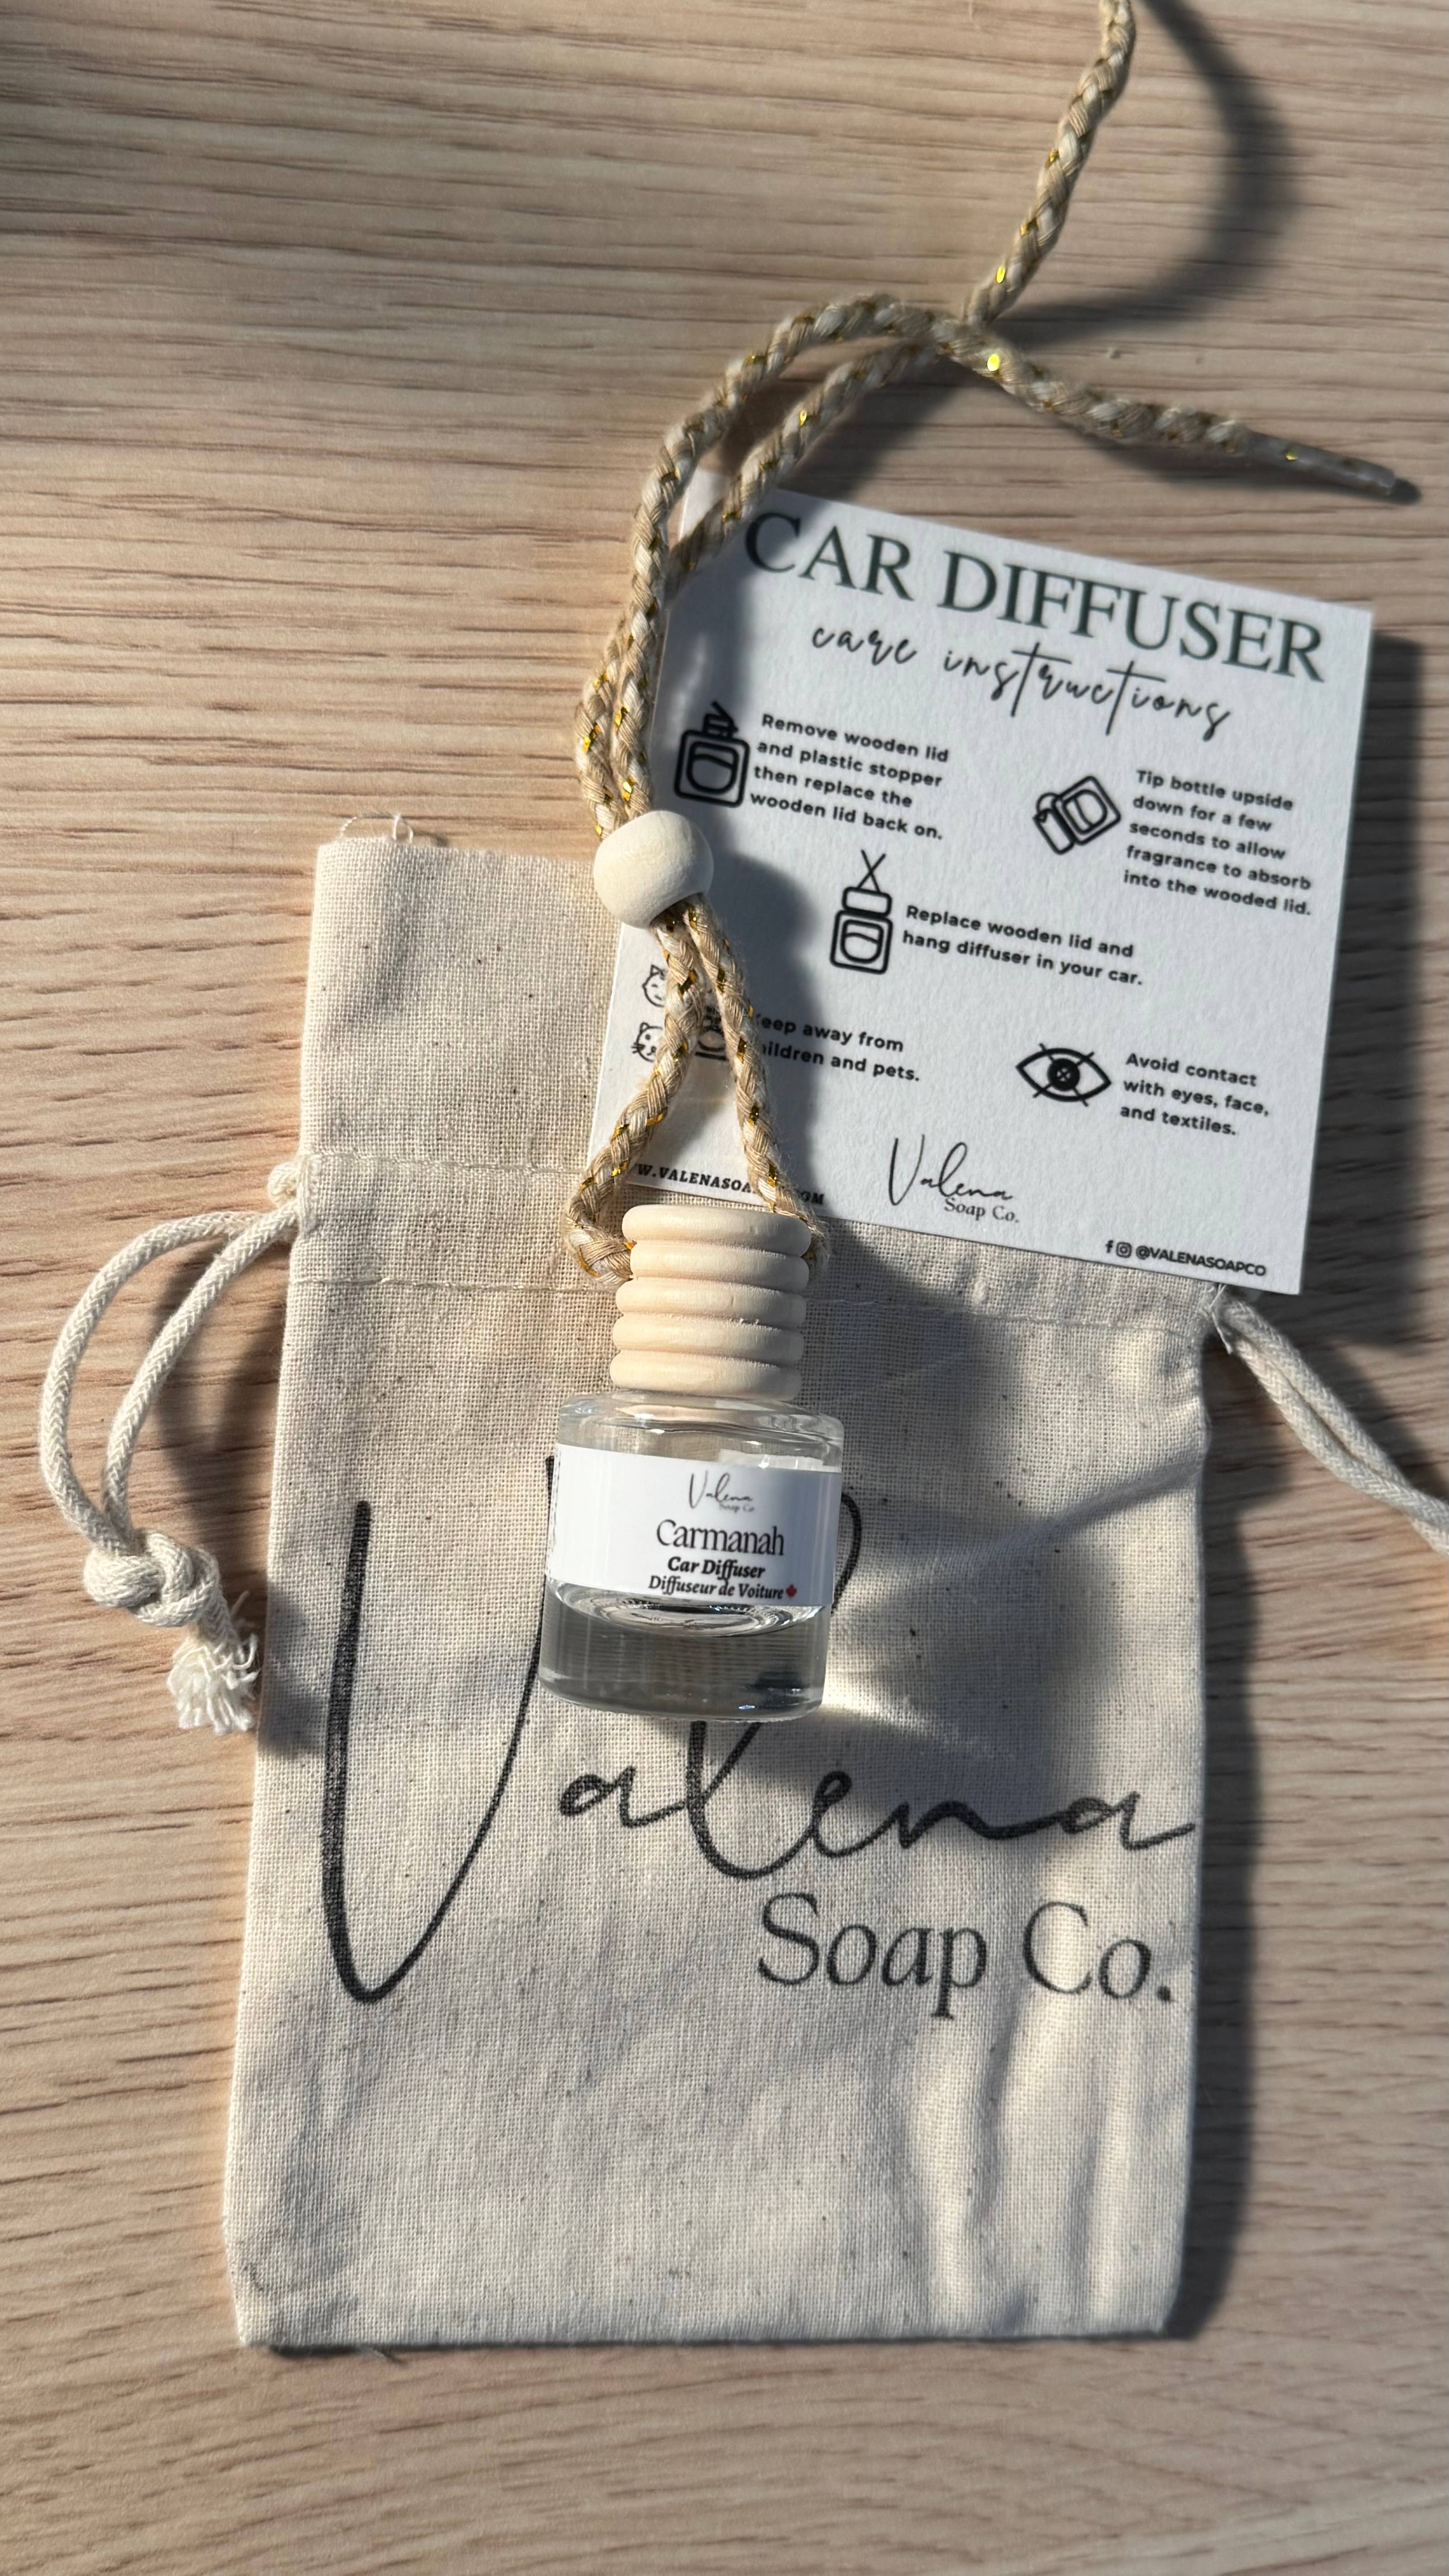 CAR DIFFUSER
care instructions
Remove wooden lid
and plastic stopper
then replace the
wooden lid back on.
Tip bottle upside
down for a few
seconds to allow
fragrance to absorb
into the wooded lid.
Replace wooden lid and
hang diffuser in your car.
away from
and pets.
Avoid contact
with eyes, face,
and textiles.
Valena
Soap Co.
@VALENASOAPCO
Valena
Soap Co.
Carmanah
Car Diffuser
Diffuseur de Voiture
Valena
Soap Co.